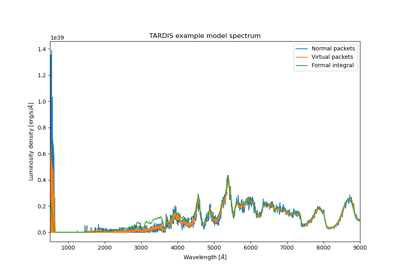 TARDIS example model spectrum
1e39
Normal packets
Virtual packets
Formal integral
1.4
1.2
1.0
0.8
0.6
0.4
0.2
0.0
Luminosity density [erg/s/Å]
1000 2000 3000 4000 5000 6000 7000 8000 9000
Wavelength [Å]